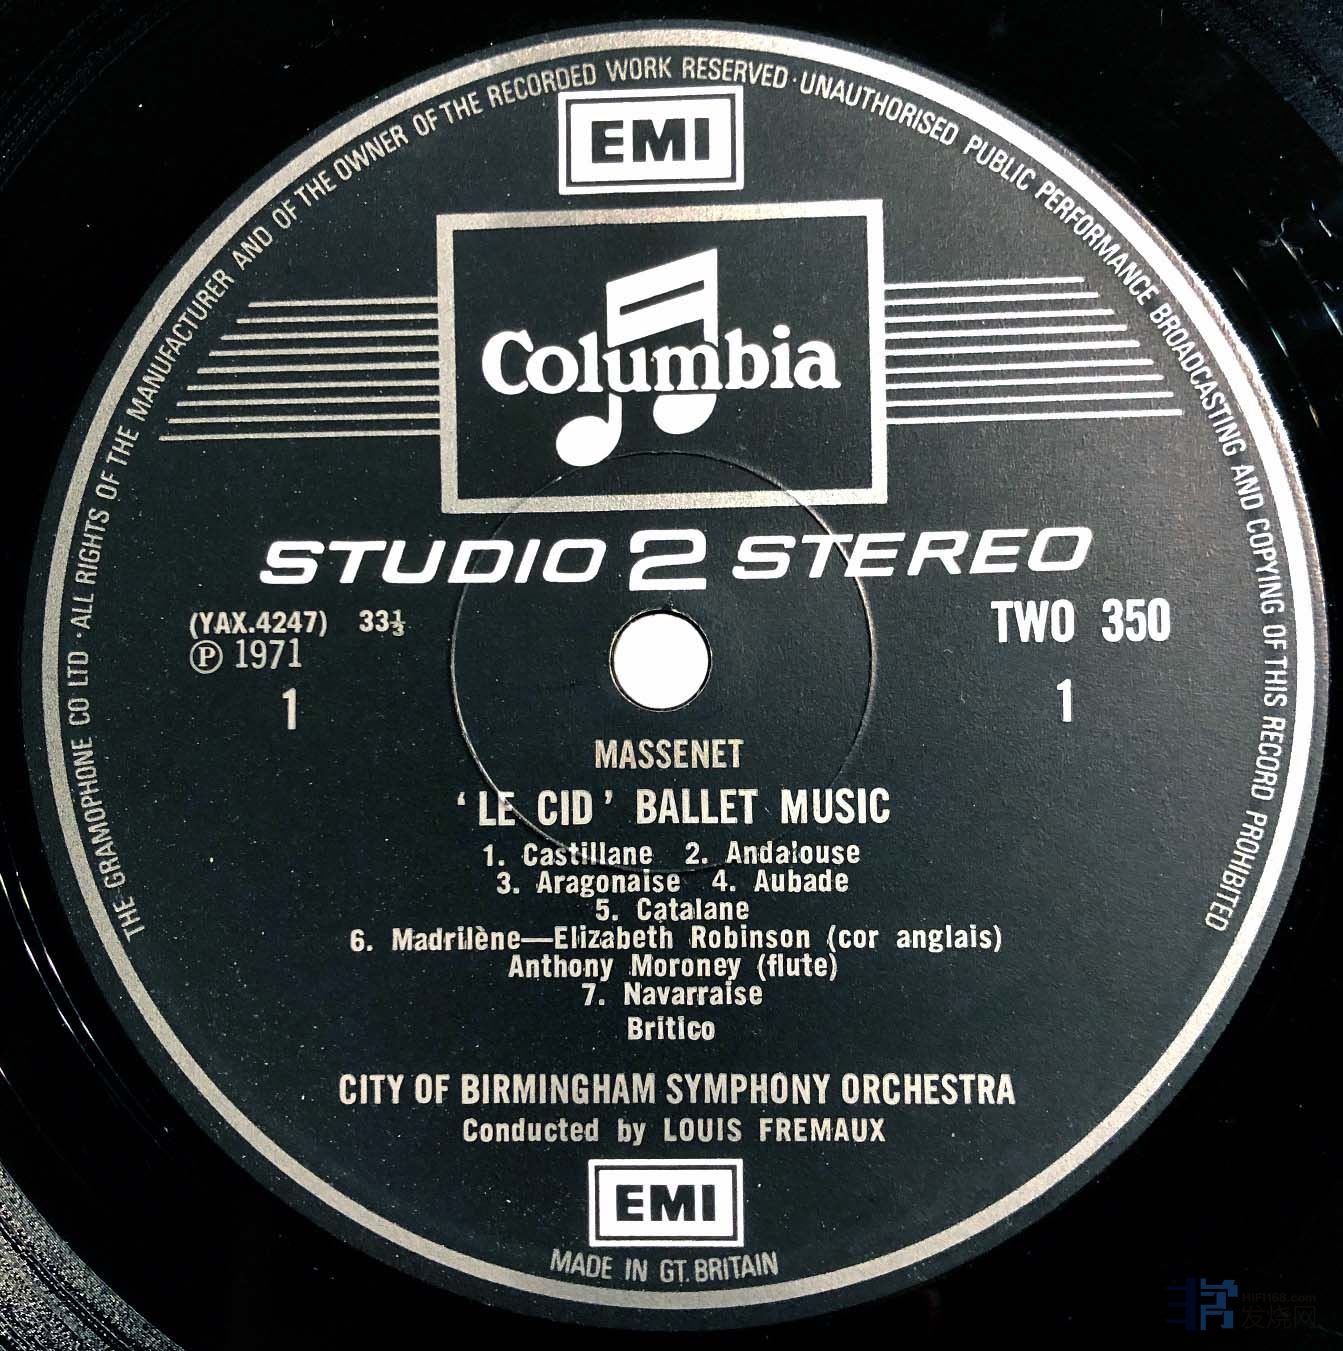 THE GRAMOPHONE CO LTD · ALL RIGHTS OF THE MANUFACTURER AND OF THE OWNER OF THE RECORDED WORK RESERVED · UNAUTHORISED PUBLIC PERFORMANCE BROADCASTING AND COPYING OF THIS RECORD PROHIBITED
EMI
Columbia
STUDIO 2 STEREO
(YAX.4247) 33⅓
TWO 350
℗ 1971
1
1
MASSENET
‘LE CID’ BALLET MUSIC
1. Castillane 2. Andalouse
3. Aragonaise 4. Aubade
5. Catalane
6. Madrilène—Elizabeth Robinson (cor anglais)
Anthony Moroney (flute)
7. Navarraise
Britico
CITY OF BIRMINGHAM SYMPHONY ORCHESTRA
Conducted by LOUIS FREMAUX
EMI
MADE IN GT. BRITAIN
HIFI168.com
发烧网